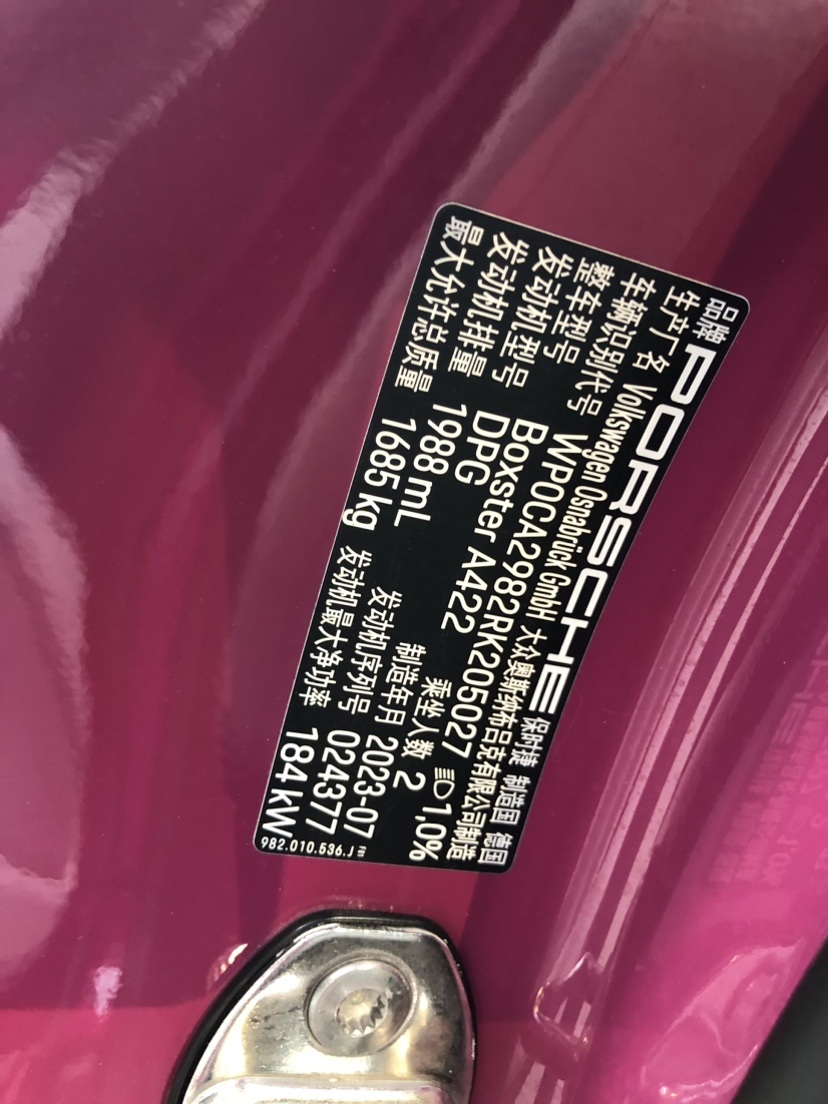 品牌 PORSCHE 保时捷 制造国 德国
生产厂名 Volkswagen Osnabrück GmbH 大众奥斯纳布吕克有限公司制造
车辆识别代号 WP0CA2982RK205027 1.0%
整车型号 Boxster A422 乘坐人数 2
发动机型号 DPG 制造年月 2023-07
发动机排量 1988 mL 发动机序列号 024377
最大允许总质量 1685 kg 发动机最大净功率 184 kW
982.010.536.J